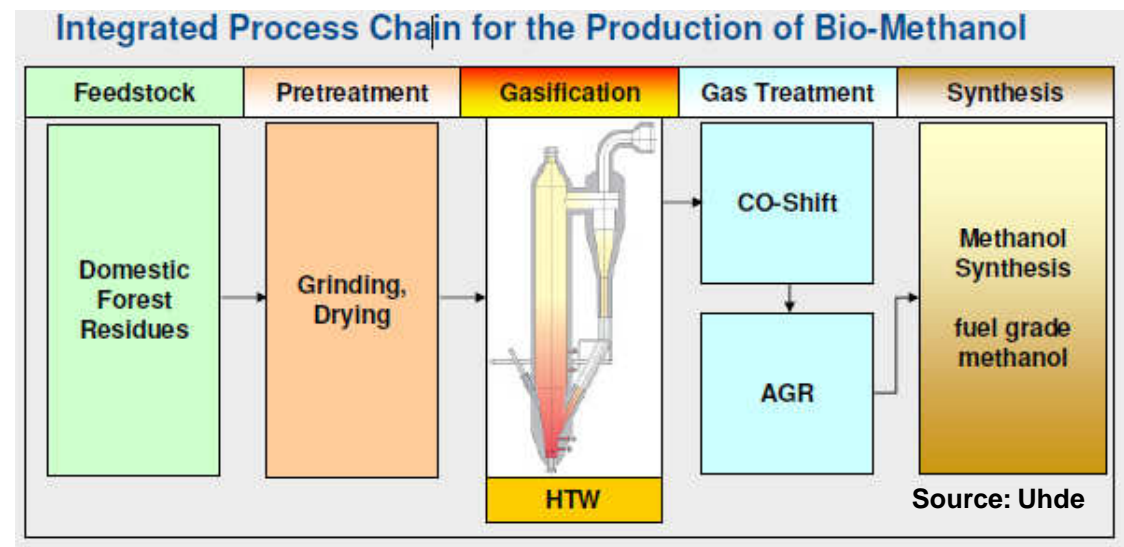 Integrated Process Chain for the Production of Bio-Methanol
Feedstock
Pretreatment
Gasification
Gas Treatment
Synthesis
Domestic
Forest
Residues
Grinding,
Drying
HTW
CO-Shift
AGR
Methanol
Synthesis
fuel grade
methanol
Source: Uhde